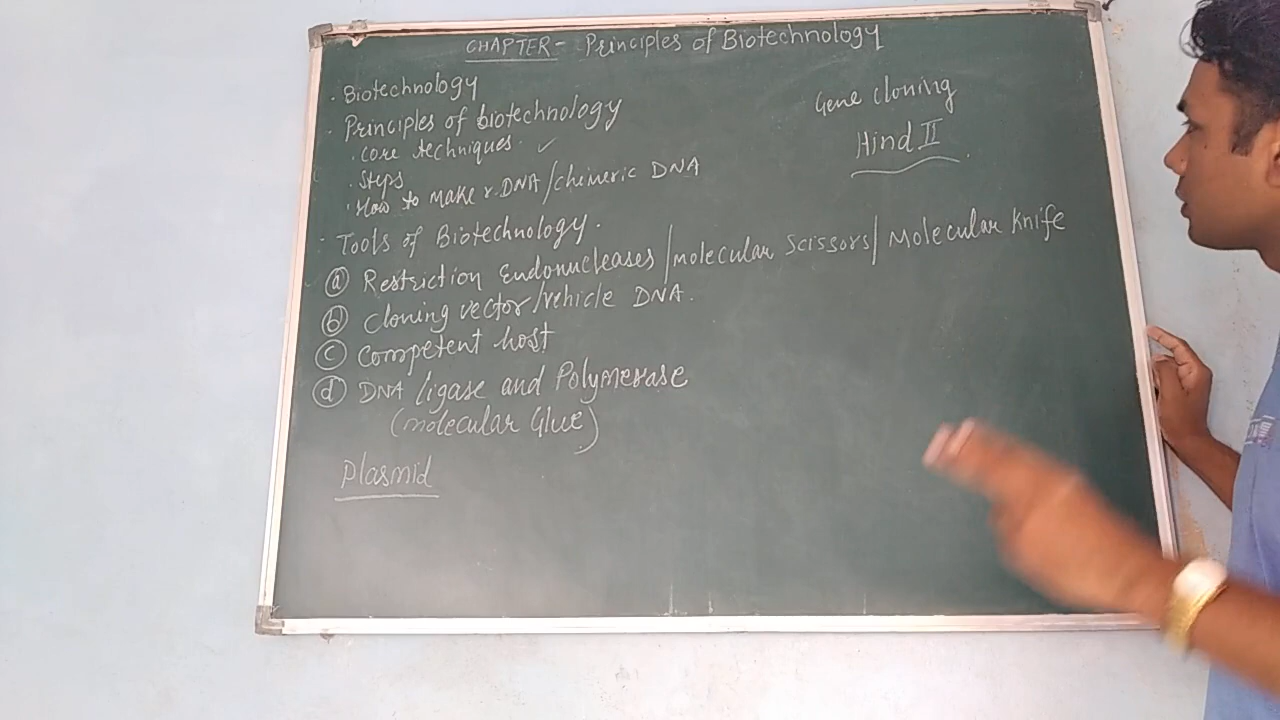 CHAPTER - Principles of Biotechnology
· Biotechnology
· Principles of biotechnology
· Core techniques. ✓
· Steps
· How to make r.DNA/chimeric DNA
· Tools of Biotechnology.
ⓐ Restriction Endonucleases/molecular Scissors/Molecular Knife
ⓑ Cloning vector/vehicle DNA.
ⓒ Competent host
ⓓ DNA ligase and Polymerase
(molecular Glue)
Plasmid
Gene cloning
Hind II